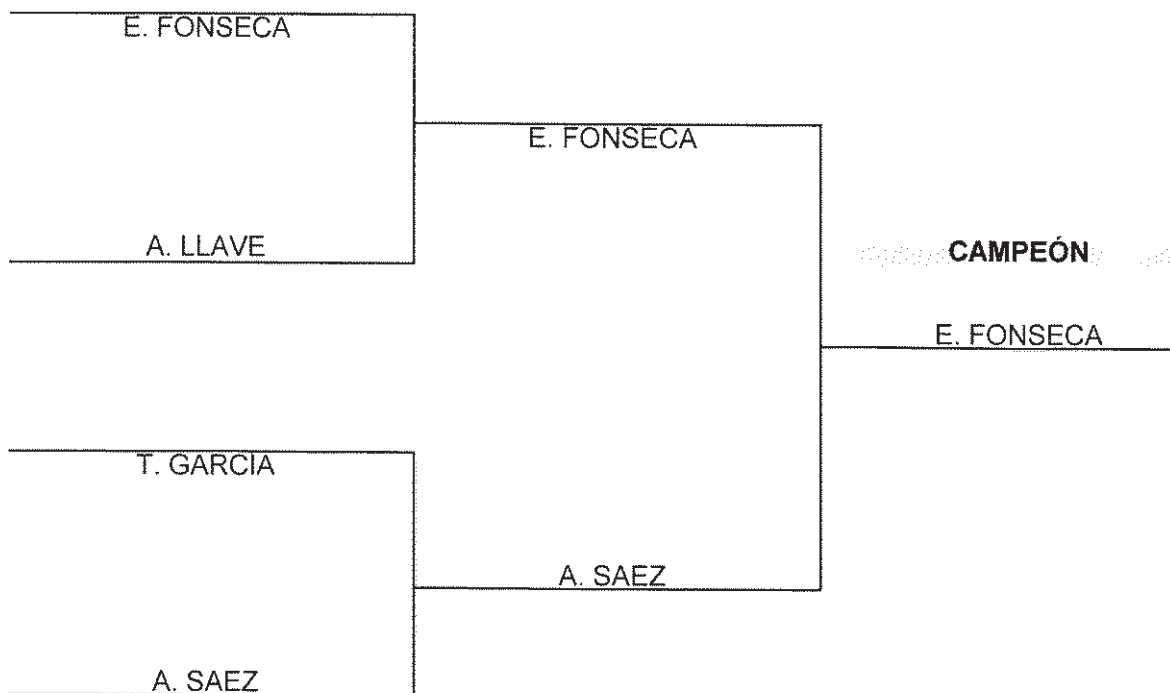 E. FONSECA
E. FONSECA
A. LLAVE
CAMPEÓN
E. FONSECA
T. GARCIA
A. SAEZ
A. SAEZ